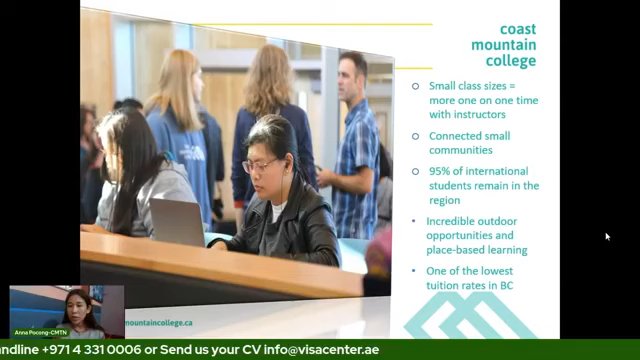 coast
mountain
college
Small class sizes =
more one on one time
with instructors
Connected small
communities
95% of international
students remain in the
region
Incredible outdoor
opportunities and
place-based learning
One of the lowest
tuition rates in BC
mountaincollege.ca
Anna Pocong-CMTN
andline +971 4 331 0006 or Send us your CV info@visacenter.ae